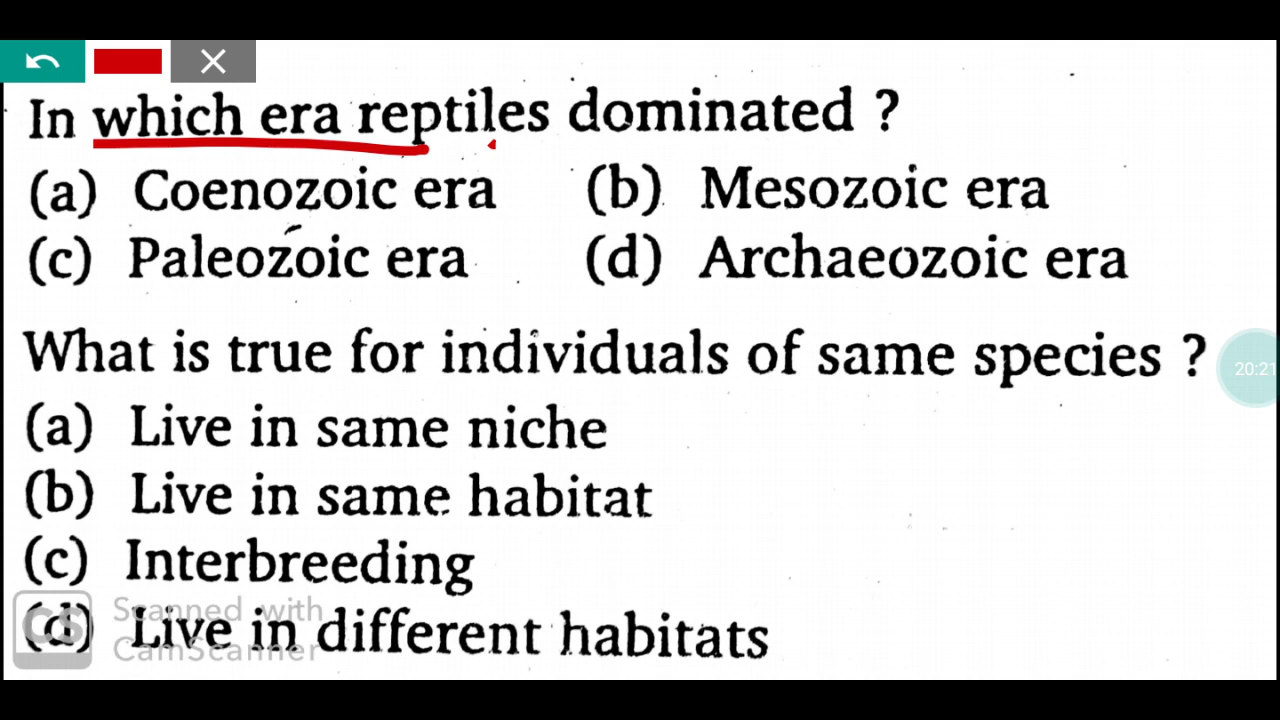 In which era reptiles dominated ?
(a) Coenozoic era (b) Mesozoic era
(c) Paleozoic era (d) Archaeozoic era
What is true for individuals of same species ?
20:21
(a) Live in same niche
(b) Live in same habitat
(c) Interbreeding
(d) Live in different habitats
CS Scanned with
CamScanner